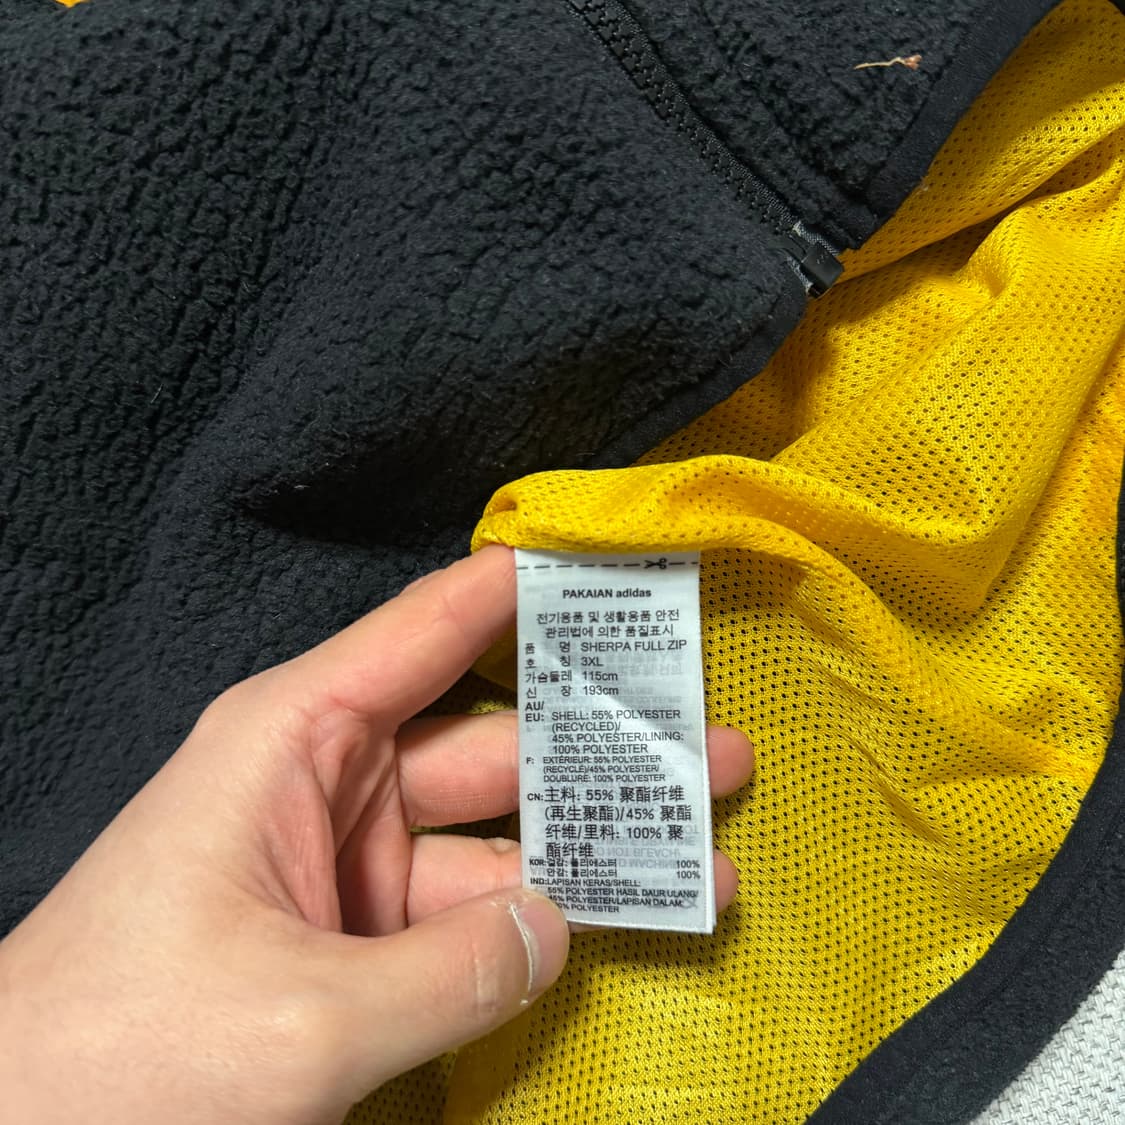 PAKAIAN adidas
전기용품 및 생활용품 안전
관리법에 의한 품질표시
품 명 SHERPA FULL ZIP
호 칭 3XL
가슴둘레 115cm
신 장 193cm
AU/
EU: SHELL: 55% POLYESTER
(RECYCLED)/
45% POLYESTER/LINING:
100% POLYESTER
F: EXTÉRIEUR: 55% POLYESTER
(RECYCLÉ)/45% POLYESTER/
DOUBLURE: 100% POLYESTER
CN: 主料: 55% 聚酯纤维
(再生聚酯)/45% 聚酯
纤维/里料: 100% 聚
酯纤维
KOR: 겉감: 폴리에스터 100%
안감: 폴리에스터 100%
IND: LAPISAN KERAS/SHELL:
55% POLYESTER HASIL DAUR ULANG/
45% POLYESTER/LAPISAN DALAM:
POLYESTER